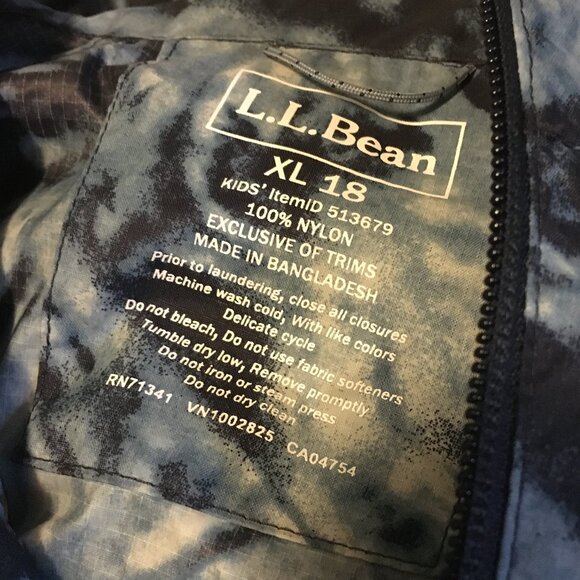 L.L.Bean
XL 18
KIDS' ItemID 513679
100% NYLON
EXCLUSIVE OF TRIMS
MADE IN BANGLADESH
Prior to laundering, close all closures
Machine wash cold, With like colors
Delicate cycle
Do not bleach, Do not use fabric softeners
Tumble dry low, Remove promptly
Do not iron or steam press
Do not dry clean
RN71341 VN1002825 CA04754